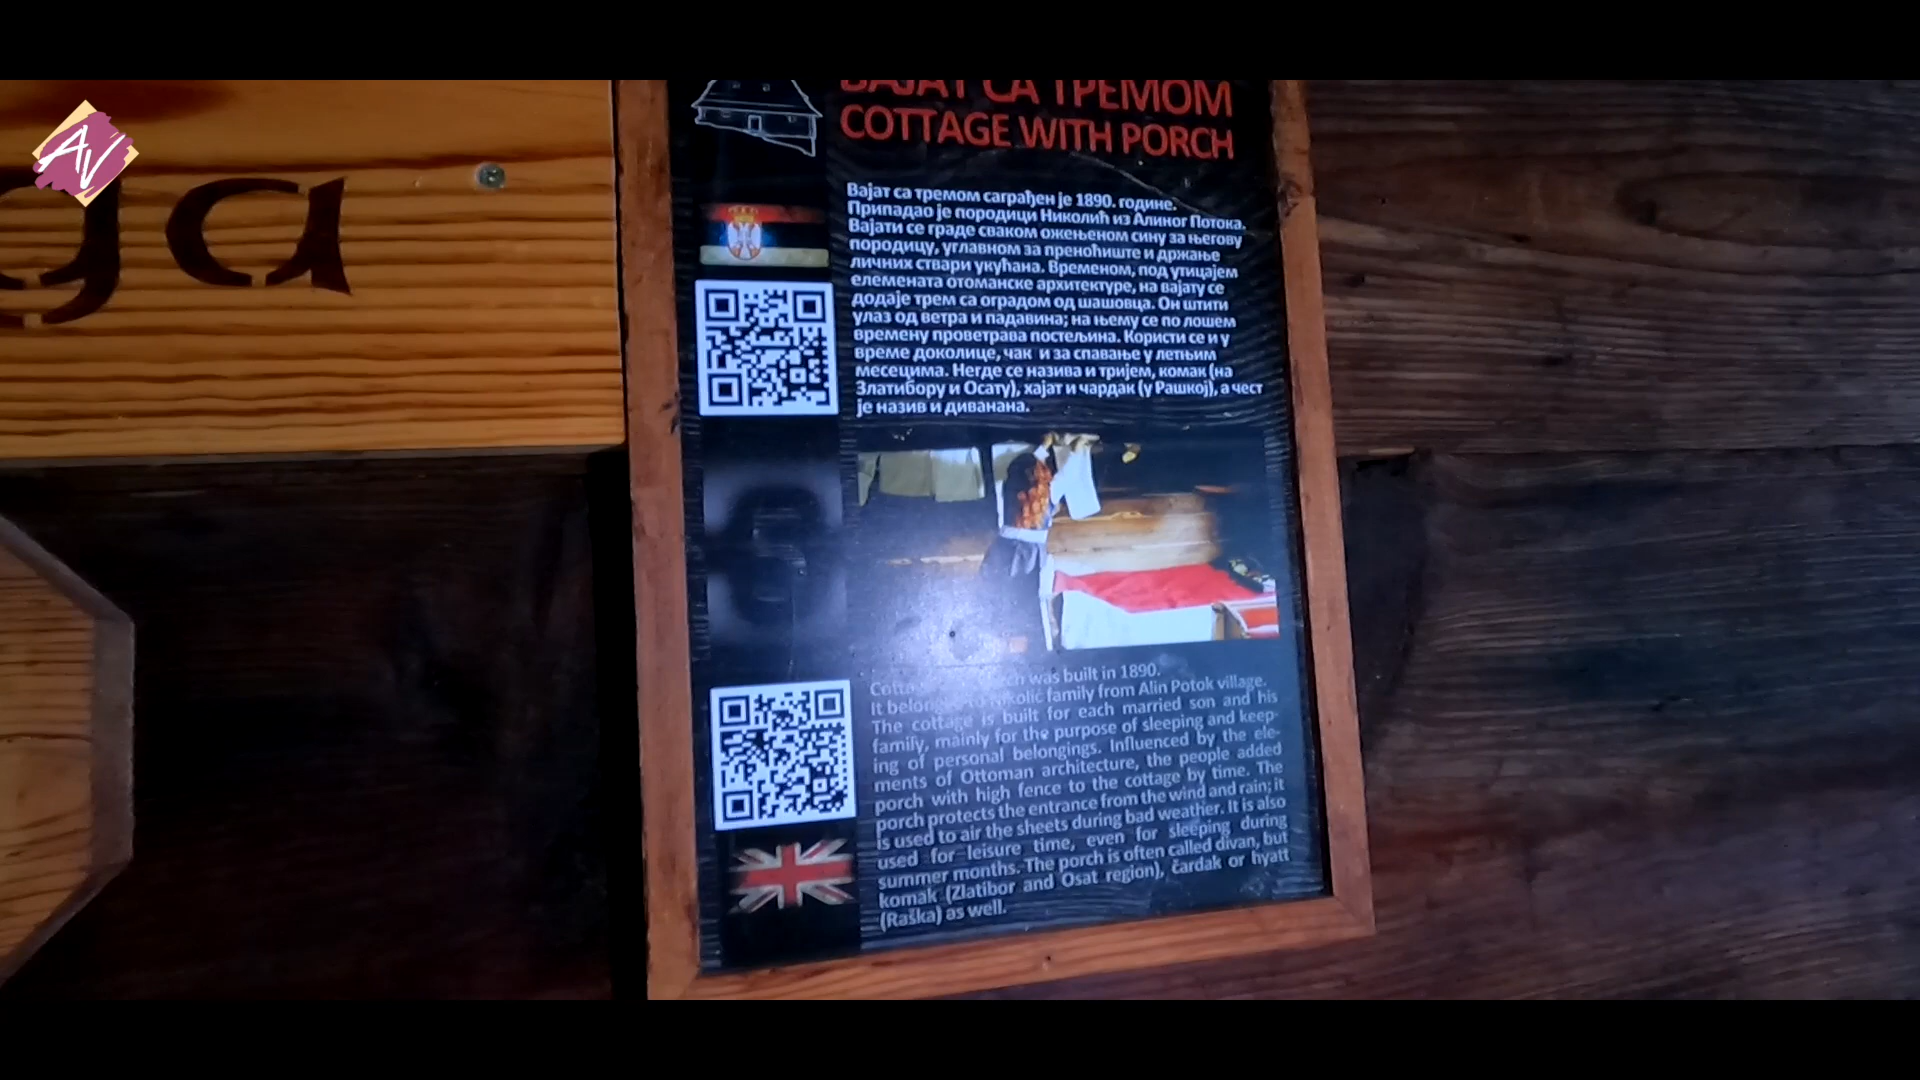 AV
ga
ВАЈАТ СА ТРЕМОМ
COTTAGE WITH PORCH
Вајат са тремом саграђен је 1890. године.
Припадао је породици Николић из Алиног Потока.
Вајати се граде сваком ожењеном сину за његову
породицу, углавном за преноћиште и држање
личних ствари укућана. Временом, под утицајем
елемената отоманске архитектуре, на вајату се
додаје трем са оградом од шашоваца. Он штити
улаз од ветра и падавина; на њему се по лошем
времену проветрава постељина. Користи се и у
време доколице, чак и за спавање у летњим
месецима. Негде се назива и тријем, комак (на
Златибору и Осату), хајат и чардак (у Рашкој), а чест
је назив и диванана.
was built in 1890.
It family from Alin Potok village.
The cottage is built for each married son and his
family, mainly for the purpose of sleeping and keep-
ing of personal belongings. Influenced by the ele-
ments of Ottoman architecture, the people added
porch with high fence to the cottage by time. The
porch protects the entrance from the wind and rain; it
is used to air the sheets during bad weather. It is also
used for leisure time, even for sleeping during
summer months. The porch is often called divan, but
komak (Zlatibor and Osat region), čardak or hyatt
(Raška) as well.